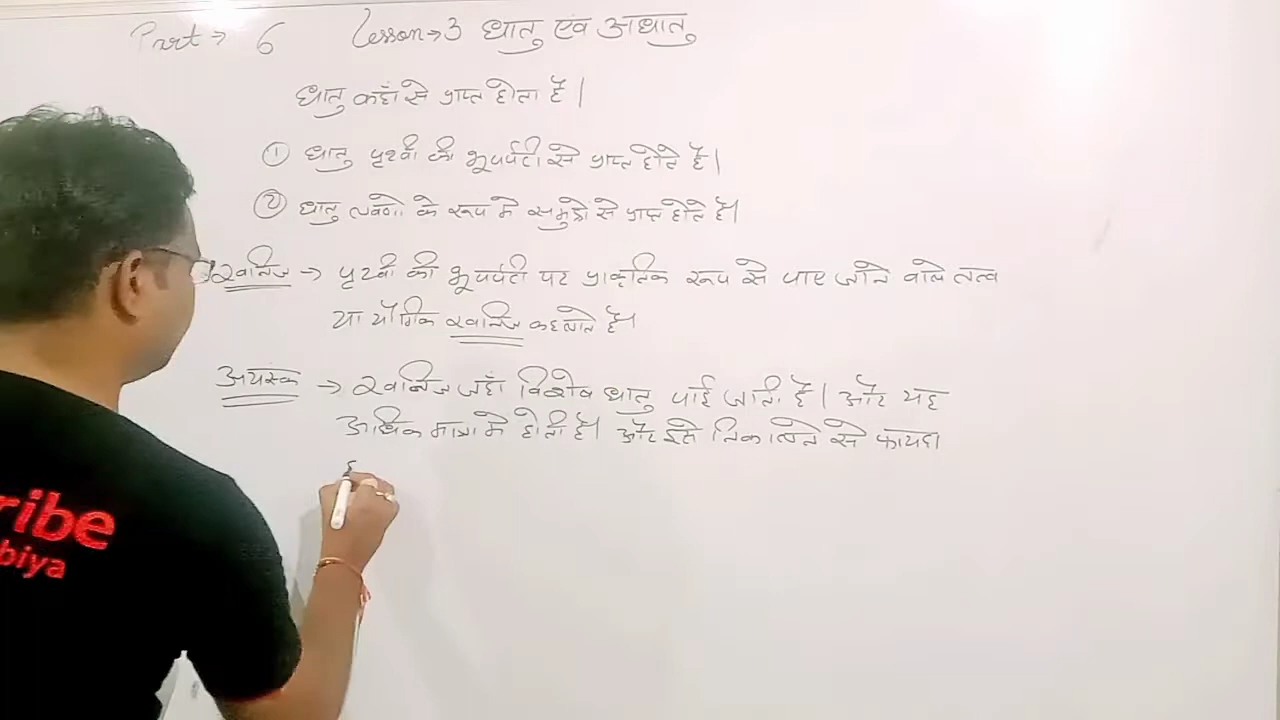 Part → 6 Lesson → 3 धातु एवं अधातु
धातु कहाँ से प्राप्त होता है |
① धातु पृथ्वी की भूपर्पटी से प्राप्त होते है |
② धातु लवणो के रूप मे समुद्रो से प्राप्त होते है |
खनिज → पृथ्वी की भूपर्पटी पर प्राकृतिक रूप से पाए जाने वाले तत्व
या यौगिक खनिज कहलाते है |
अयस्क → खनिज जहाँ विशेष धातु पाई जाती है | और यह
अधिक मात्रा मे होती है | और इसे निकालने से फायदा
ribe
biya